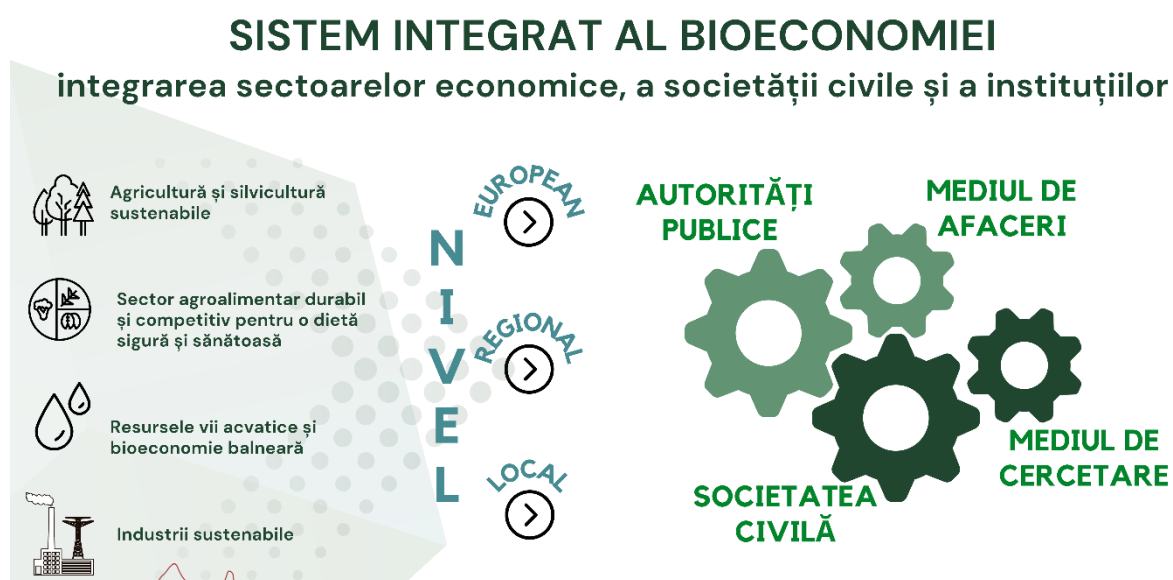 SISTEM INTEGRAT AL BIOECONOMIEI
integrarea sectoarelor economice, a societății civile și a instituțiilor
Agricultură și silvicultură
sustenabile
Sector agroalimentar durabil
și competitiv pentru o dietă
sigură și sănătoasă
Resursele vii acvatice și
bioeconomie balneară
Industrii sustenabile
NIVEL
EUROPEAN
REGIONAL
LOCAL
AUTORITĂȚI
PUBLICE
MEDIUL DE
AFACERI
SOCIETATEA
CIVILĂ
MEDIUL DE
CERCETARE